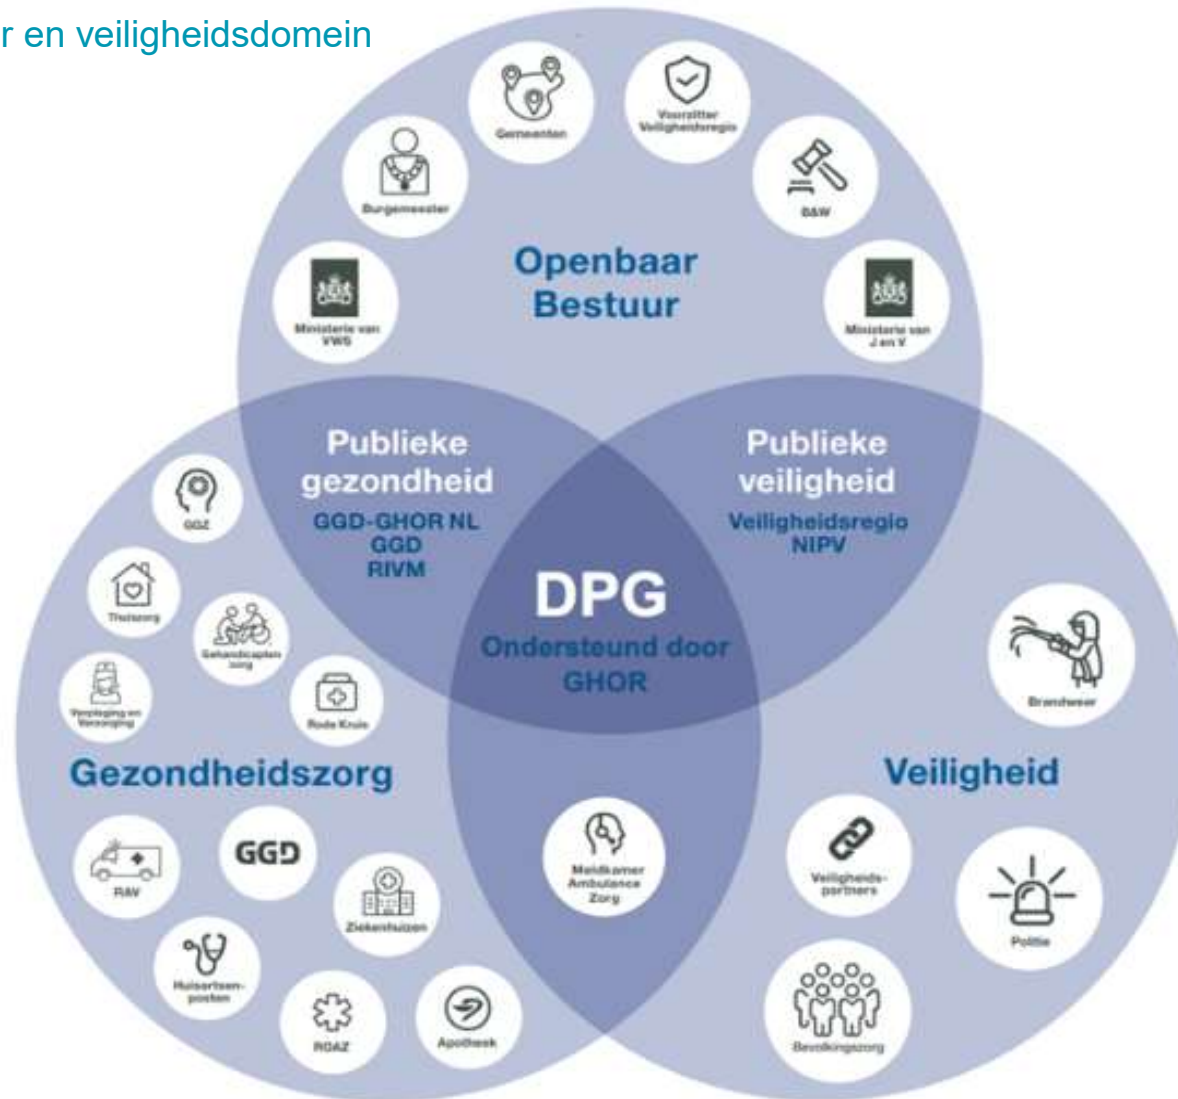 r en veiligheidsdomein
Gemeenten
Voorzitter
Veiligheidsregio
Burgemeester
B&W
Openbaar
Bestuur
Ministerie van
VWS
Ministerie van
J en V
Publieke
gezondheid
GGD-GHOR NL
GGD
RIVM
Publieke
veiligheid
Veiligheidsregio
NIPV
GGZ
Thuiszorg
Gehandicapten
zorg
Verpleging en
Verzorging
Rode Kruis
DPG
Ondersteund door
GHOR
Brandweer
Gezondheidszorg
Veiligheid
RAV
GGD
Ziekenhuizen
Huisartsen-
posten
ROAZ
Apotheek
Meldkamer
Ambulance
Zorg
Veiligheids-
partners
Politie
Bevolkingszorg